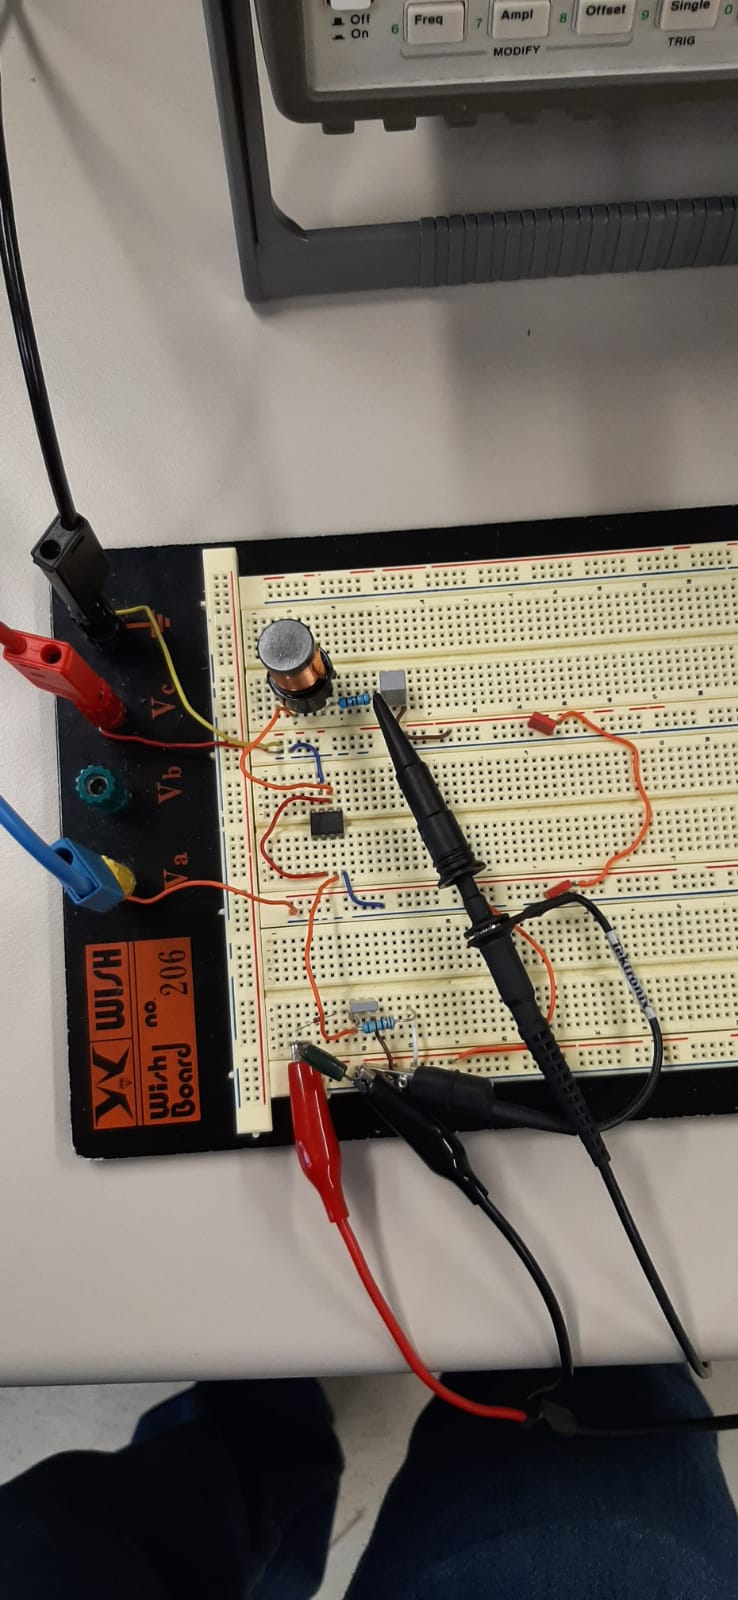 Off
On
6 Freq 7 Ampl 8 Offset 9 Single 0
MODIFY
TRIG
Vc
Vb
Va
WISH
Wish Board no. 206
Tektronix